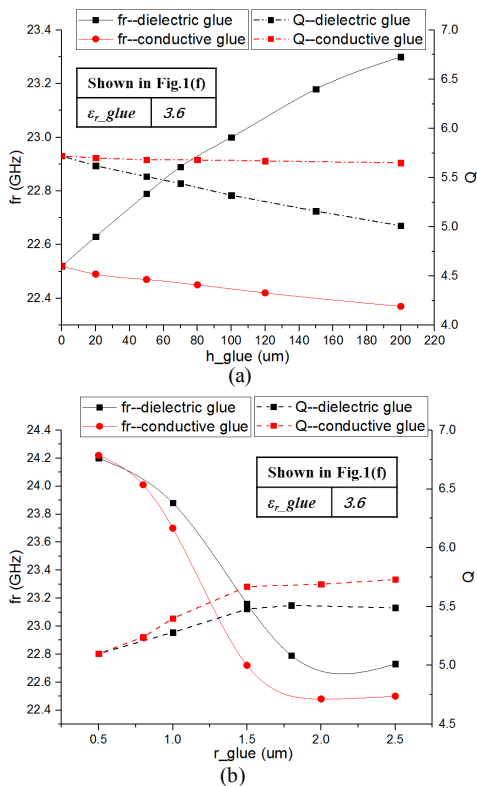 fr--dielectric glue Q--dielectric glue
fr--conductive glue Q--conductive glue
23.4 7.0
23.2 6.5
23.0 6.0
22.8 5.5
22.6 5.0
22.4 4.5
4.0
fr (GHz)
Q
Shown in Fig.1(f)
εr_glue 3.6
0 20 40 60 80 100 120 140 160 180 200 220
h_glue (um)
(a)
fr--dielectric glue Q--dielectric glue
fr--conductive glue Q--conductive glue
24.4 7.0
24.2 6.5
24.0 6.0
23.8 5.5
23.6 5.0
23.4 4.5
23.2
23.0
22.8
22.6
22.4
fr (GHz)
Q
Shown in Fig.1(f)
εr_glue 3.6
0.5 1.0 1.5 2.0 2.5
r_glue (um)
(b)